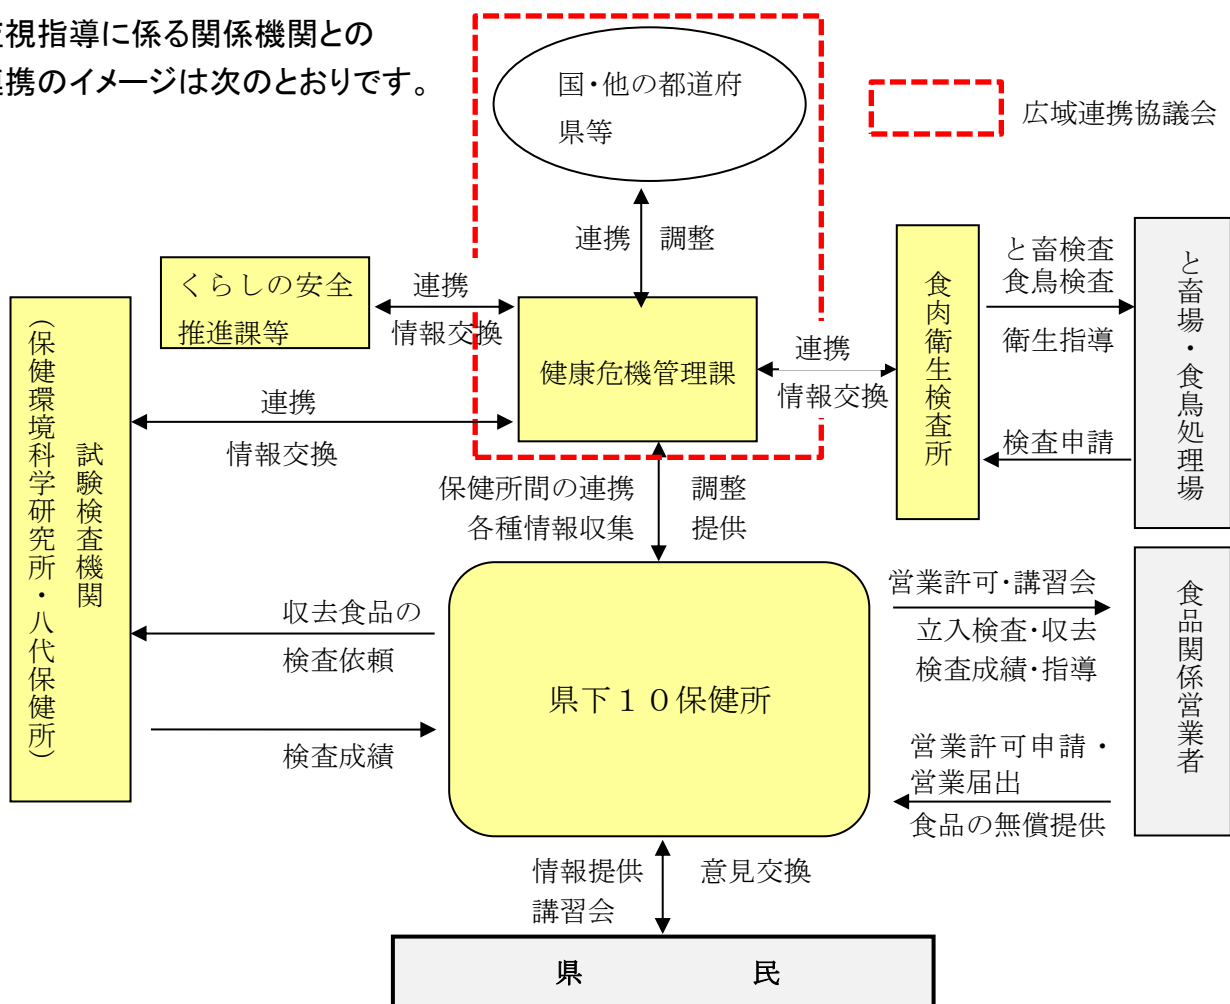 視指導に係る関係機関との
携のイメージは次のとおりです。
国・他の都道府
県等
広域連携協議会
連携 調整
くらしの安全
推進課等
連携
情報交換
健康危機管理課
連携
情報交換
食肉衛生検査所
と畜検査
食鳥検査
衛生指導
検査申請
と畜場・食鳥処理場
連携
情報交換
試験検査機関
(保健環境科学研究所・八代保健所)
保健所間の連携 調整
各種情報収集 提供
収去食品の
検査依頼
検査成績
県下10保健所
営業許可・講習会
立入検査・収去
検査成績・指導
営業許可申請・
営業届出
食品の無償提供
食品関係営業者
情報提供 意見交換
講習会
県 民